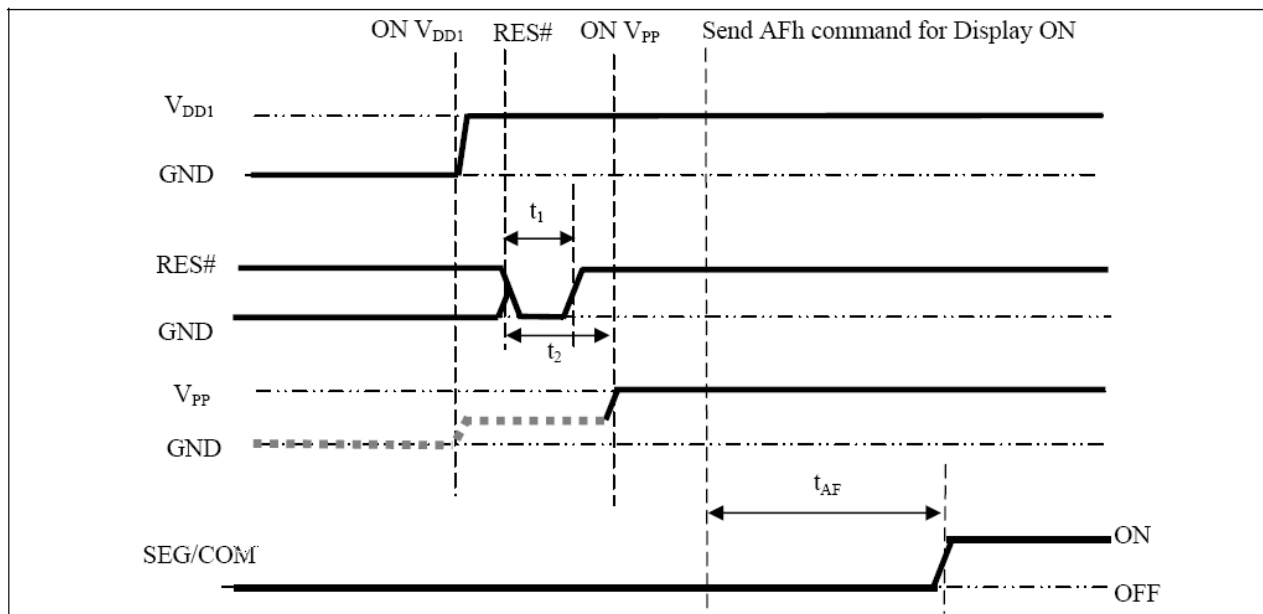 ON VDD1 RES# ON VPP Send AFh command for Display ON
VDD1
GND
t1
RES#
GND
t2
VPP
GND
tAF
SEG/COM
ON
OFF